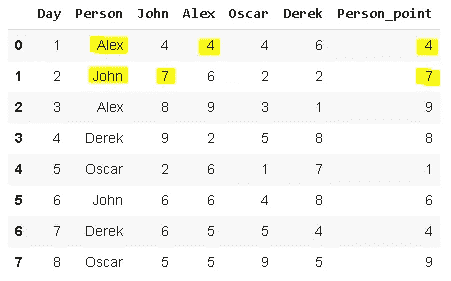 Day Person John Alex Oscar Derek Person_point
0 1 Alex 4 4 4 6 4
1 2 John 7 6 2 2 7
2 3 Alex 8 9 3 1 9
3 4 Derek 9 2 5 8 8
4 5 Oscar 2 6 1 7 1
5 6 John 6 6 4 8 6
6 7 Derek 6 5 5 4 4
7 8 Oscar 5 5 9 5 9